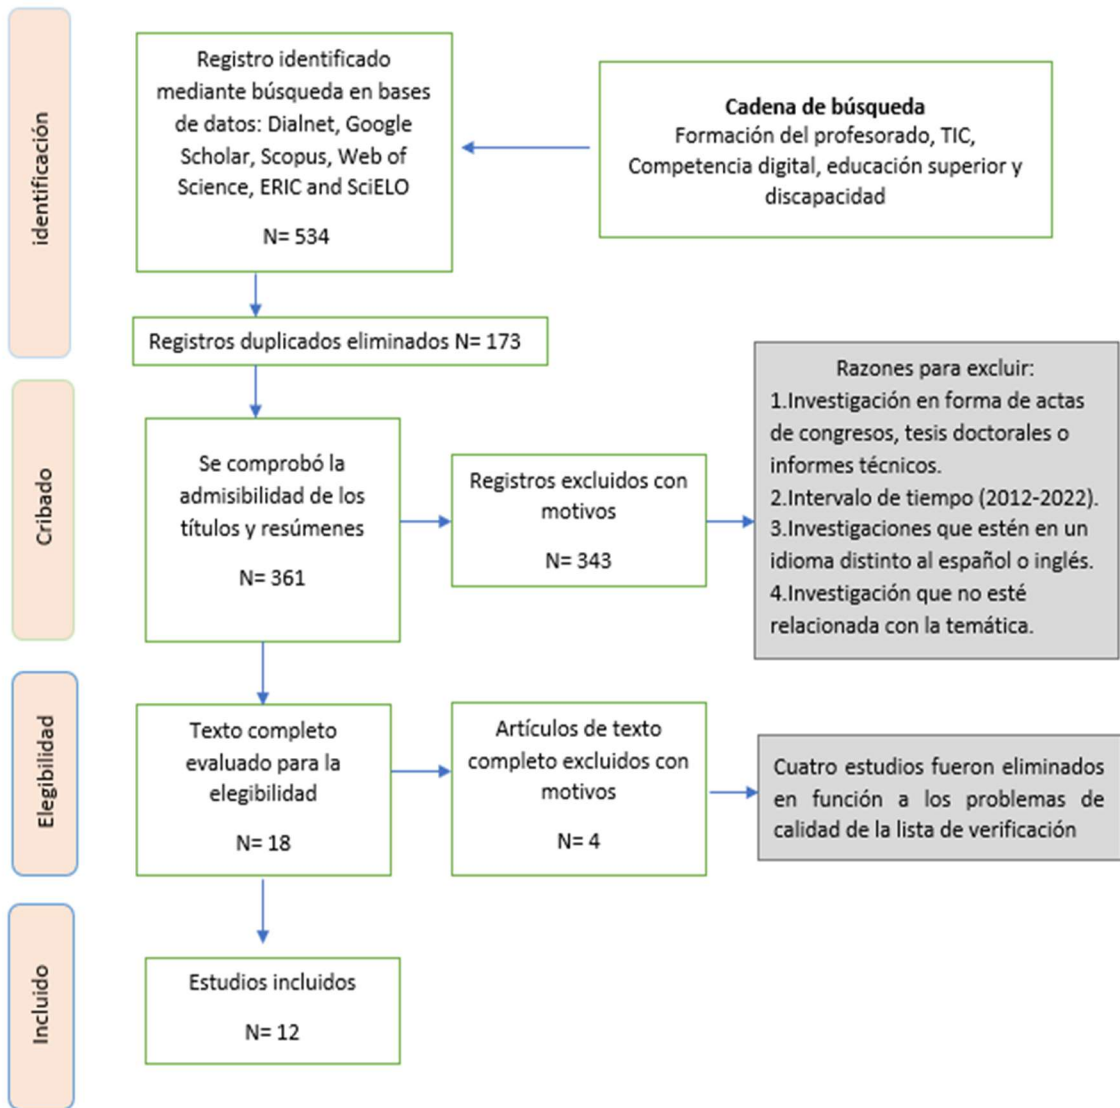 identificación
Registro identificado
mediante búsqueda en bases
de datos: Dialnet, Google
Scholar, Scopus, Web of
Science, ERIC and SciELO
N= 534
Cadena de búsqueda
Formación del profesorado, TIC,
Competencia digital, educación superior y
discapacidad
Registros duplicados eliminados N= 173
Cribado
Se comprobó la
admisibilidad de los
títulos y resúmenes
N= 361
Registros excluidos con
motivos
N= 343
Razones para excluir:
1.Investigación en forma de actas
de congresos, tesis doctorales o
informes técnicos.
2.Intervalo de tiempo (2012-2022).
3.Investigaciones que estén en un
idioma distinto al español o inglés.
4.Investigación que no esté
relacionada con la temática.
Elegibilidad
Texto completo
evaluado para la
elegibilidad
N= 18
Artículos de texto
completo excluidos con
motivos
N= 4
Cuatro estudios fueron eliminados
en función a los problemas de
calidad de la lista de verificación
Incluido
Estudios incluidos
N= 12